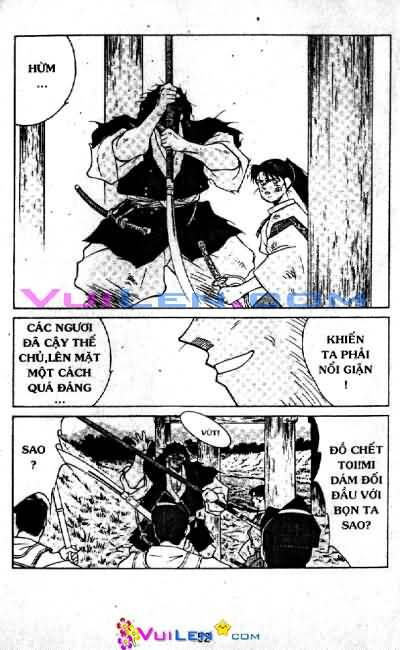 HỪM
...
VuiLen.com
CÁC NGƯƠI
ĐÃ CẬY THẾ
CHỦ,LÊN MẶT
MỘT CÁCH
QUÁ ĐÁNG
...
KHIẾN
TA PHẢI
NỔI GIẬN
!
SAO
?
VÚT!
ĐỒ CHẾT
TOI!!MI
DÁM ĐỐI
ĐẦU VỚI
BỌN TA
SAO?
52
VuiLen